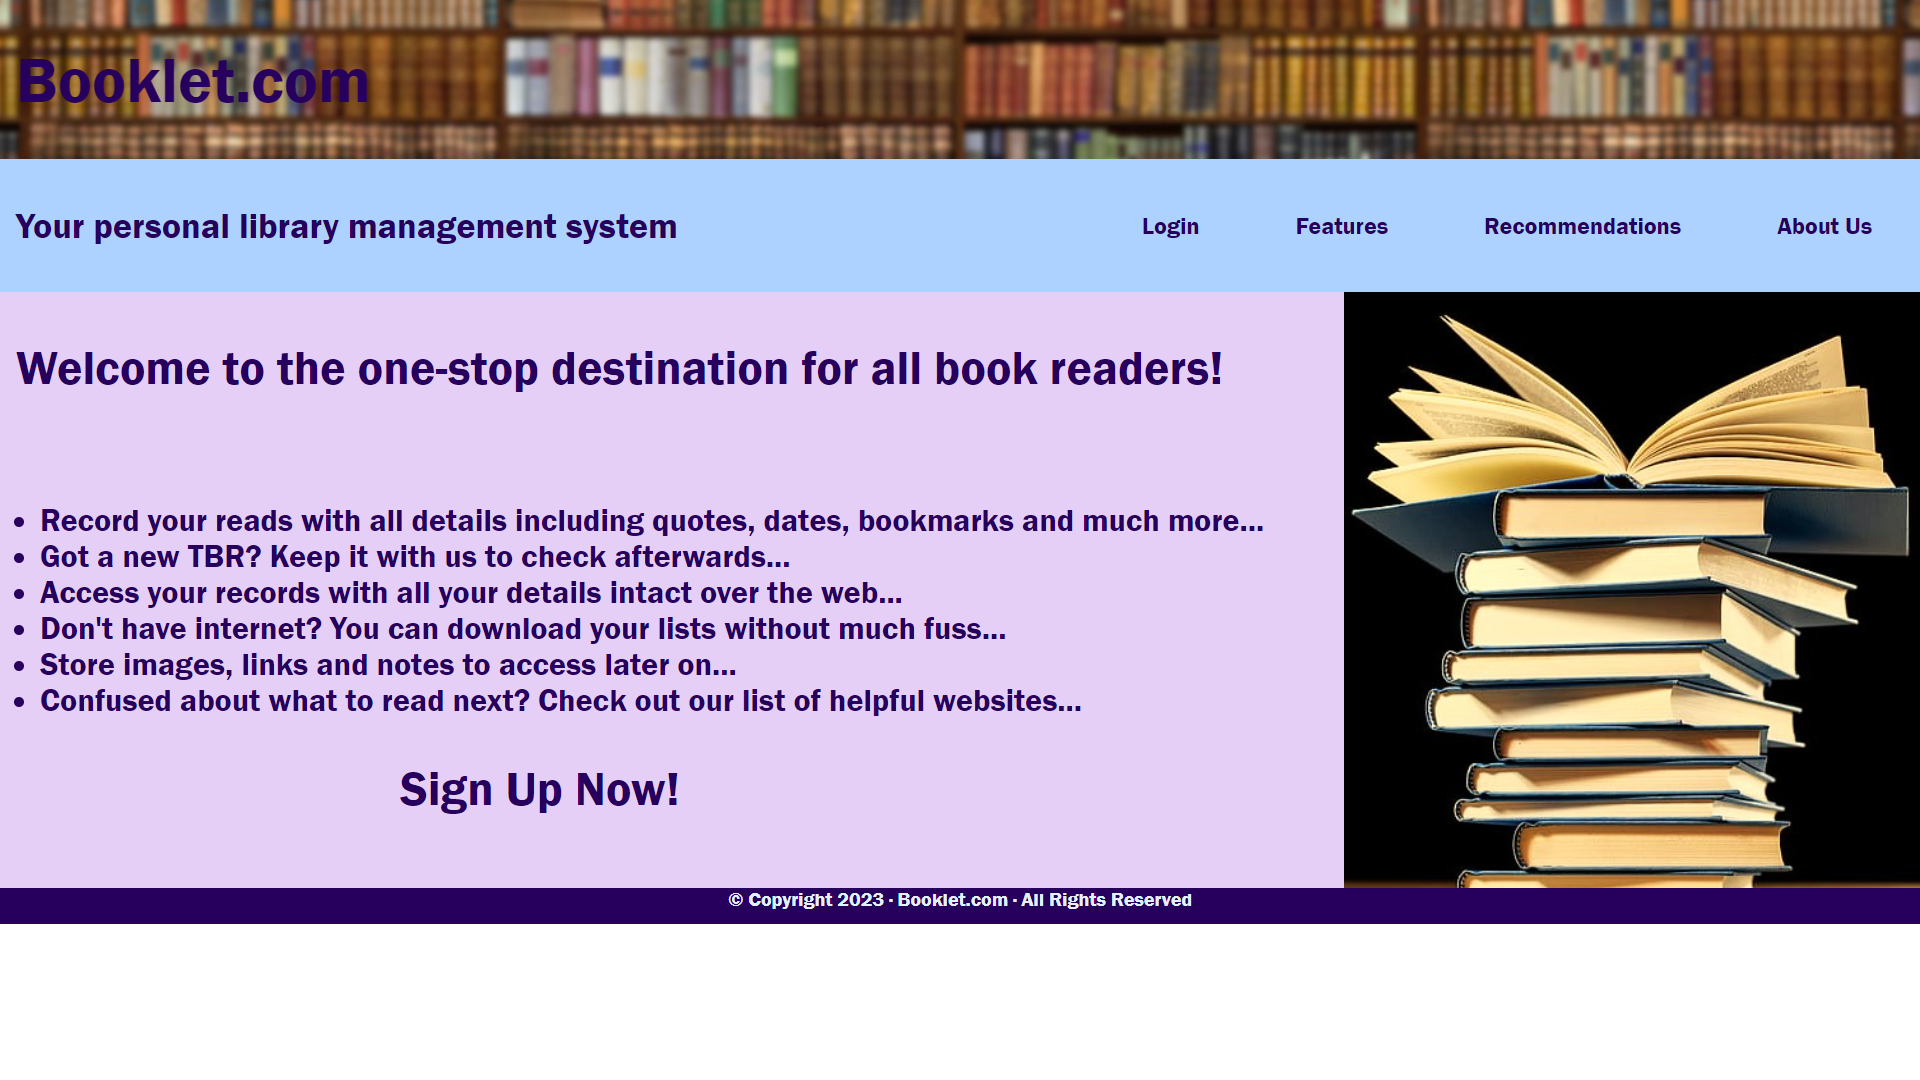 Booklet.com
Your personal library management system
Login
Features
Recommendations
About Us
Welcome to the one-stop destination for all book readers!
• Record your reads with all details including quotes, dates, bookmarks and much more...
• Got a new TBR? Keep it with us to check afterwards...
• Access your records with all your details intact over the web...
• Don't have internet? You can download your lists without much fuss...
• Store images, links and notes to access later on...
• Confused about what to read next? Check out our list of helpful websites...
Sign Up Now!
© Copyright 2023 · Booklet.com · All Rights Reserved